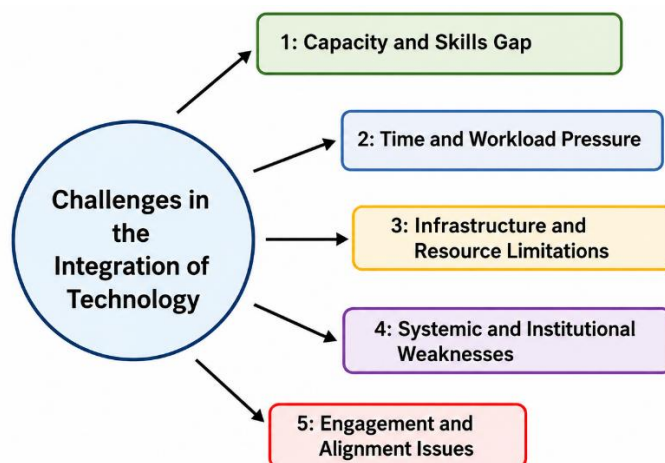 Challenges in
the
Integration of
Technology
1: Capacity and Skills Gap
2: Time and Workload Pressure
3: Infrastructure and
Resource Limitations
4: Systemic and Institutional
Weaknesses
5: Engagement and
Alignment Issues